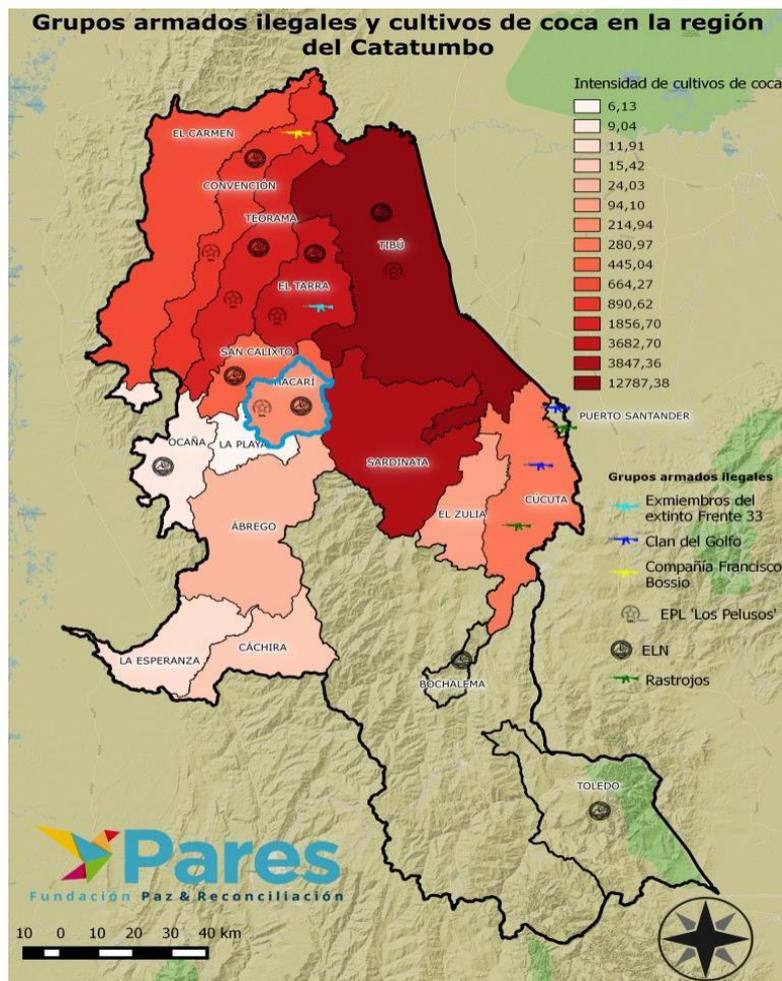 Grupos armados ilegales y cultivos de coca en la región
del Catatumbo
Intensidad de cultivos de coca
6,13
9,04
11,91
15,42
24,03
94,10
214,94
280,97
445,04
664,27
890,62
1856,70
3682,70
3847,36
12787,38
EL CARMEN
CONVENCIÓN
TEORAMA
TIBÚ
EL TARRA
SAN CALIXTO
HACARÍ
PUERTO SANTANDER
OCAÑA
LA PLAYA
SARDINATA
CÚCUTA
EL ZULIA
ÁBREGO
LA ESPERANZA
CÁCHIRA
BOCHALEMA
TOLEDO
Grupos armados ilegales
Exmiembros del
extinto Frente 33
Clan del Golfo
Compañía Francisco
Bossio
EPL 'Los Pelusos'
ELN
Rastrojos
Pares
Fundación Paz & Reconciliación
10 0 10 20 30 40 km